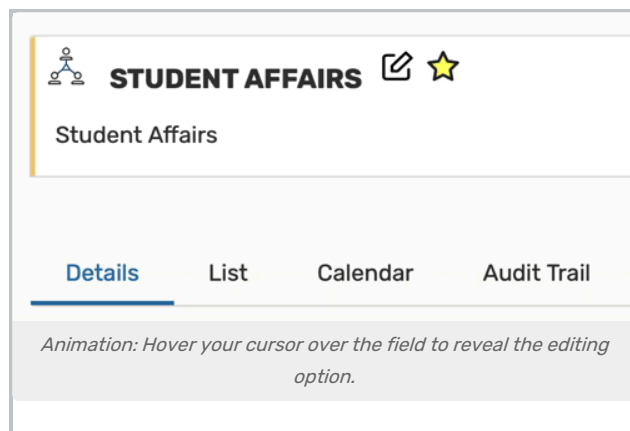 STUDENT AFFAIRS
Student Affairs
Details List Calendar Audit Trail
Animation: Hover your cursor over the field to reveal the editing
option.